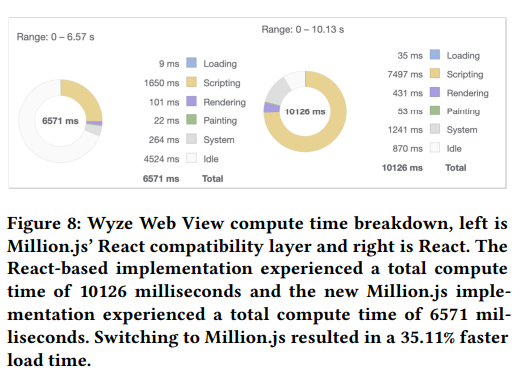 Range: 0 – 6.57 s
9 ms Loading
1650 ms Scripting
101 ms Rendering
22 ms Painting
264 ms System
4524 ms Idle
6571 ms Total
6571 ms
Range: 0 – 10.13 s
35 ms Loading
7497 ms Scripting
431 ms Rendering
53 ms Painting
1241 ms System
870 ms Idle
10126 ms Total
10126 ms
Figure 8: Wyze Web View compute time breakdown, left is
Million.js' React compatibility layer and right is React. The
React-based implementation experienced a total compute
time of 10126 milliseconds and the new Million.js imple-
mentation experienced a total compute time of 6571 mil-
liseconds. Switching to Million.js resulted in a 35.11% faster
load time.